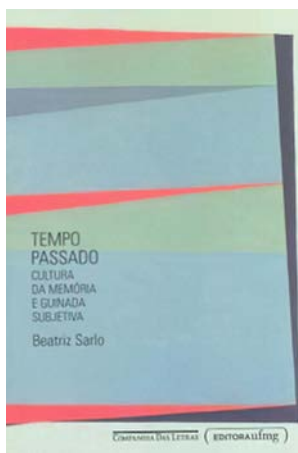 TEMPO
PASSADO
CULTURA
DA MEMÓRIA
E GUINADA
SUBJETIVA
Beatriz Sarlo
COMPANHIA DAS LETRAS ( EDITORA ufmg )